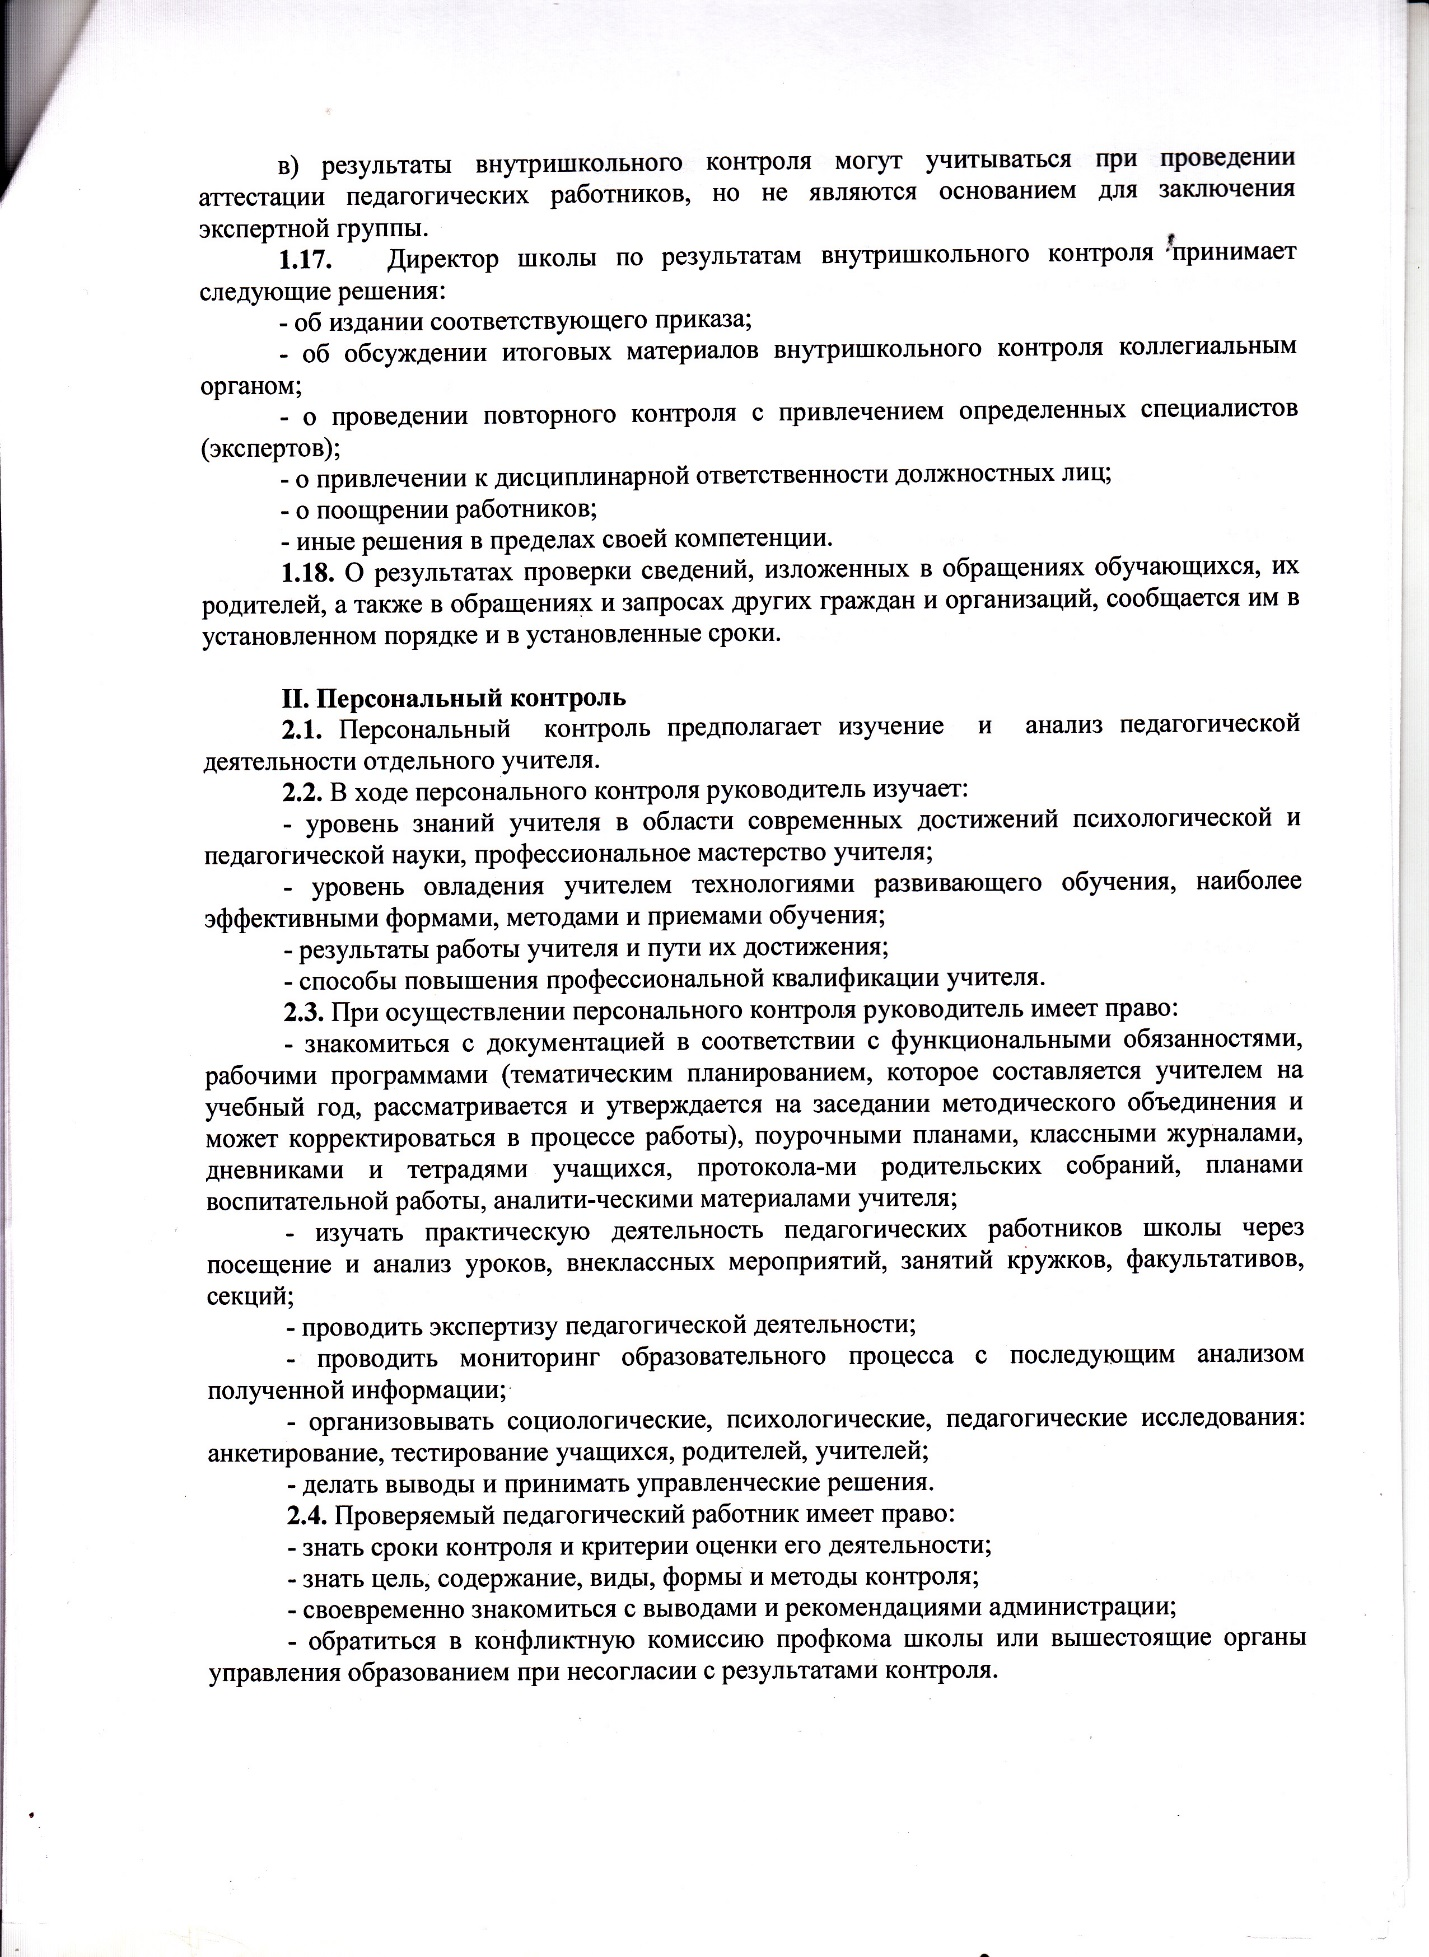 в) результаты внутришкольного контроля могут учитываться при проведении
аттестации педагогических работников, но не являются основанием для заключения
экспертной группы.
1.17. Директор школы по результатам внутришкольного контроля принимает
следующие решения:
- об издании соответствующего приказа;
- об обсуждении итоговых материалов внутришкольного контроля коллегиальным
органом;
- о проведении повторного контроля с привлечением определенных специалистов
(экспертов);
- о привлечении к дисциплинарной ответственности должностных лиц;
- о поощрении работников;
- иные решения в пределах своей компетенции.
1.18. О результатах проверки сведений, изложенных в обращениях обучающихся, их
родителей, а также в обращениях и запросах других граждан и организаций, сообщается им в
установленном порядке и в установленные сроки.
II. Персональный контроль
2.1. Персональный контроль предполагает изучение и анализ педагогической
деятельности отдельного учителя.
2.2. В ходе персонального контроля руководитель изучает:
- уровень знаний учителя в области современных достижений психологической и
педагогической науки, профессиональное мастерство учителя;
- уровень овладения учителем технологиями развивающего обучения, наиболее
эффективными формами, методами и приемами обучения;
- результаты работы учителя и пути их достижения;
- способы повышения профессиональной квалификации учителя.
2.3. При осуществлении персонального контроля руководитель имеет право:
- знакомиться с документацией в соответствии с функциональными обязанностями,
рабочими программами (тематическим планированием, которое составляется учителем на
учебный год, рассматривается и утверждается на заседании методического объединения и
может корректироваться в процессе работы), поурочными планами, классными журналами,
дневниками и тетрадями учащихся, протокола-ми родительских собраний, планами
воспитательной работы, аналити-ческими материалами учителя;
- изучать практическую деятельность педагогических работников школы через
посещение и анализ уроков, внеклассных мероприятий, занятий кружков, факультативов,
секций;
- проводить экспертизу педагогической деятельности;
- проводить мониторинг образовательного процесса с последующим анализом
полученной информации;
- организовывать социологические, психологические, педагогические исследования:
анкетирование, тестирование учащихся, родителей, учителей;
- делать выводы и принимать управленческие решения.
2.4. Проверяемый педагогический работник имеет право:
- знать сроки контроля и критерии оценки его деятельности;
- знать цель, содержание, виды, формы и методы контроля;
- своевременно знакомиться с выводами и рекомендациями администрации;
- обратиться в конфликтную комиссию профкома школы или вышестоящие органы
управления образованием при несогласии с результатами контроля.